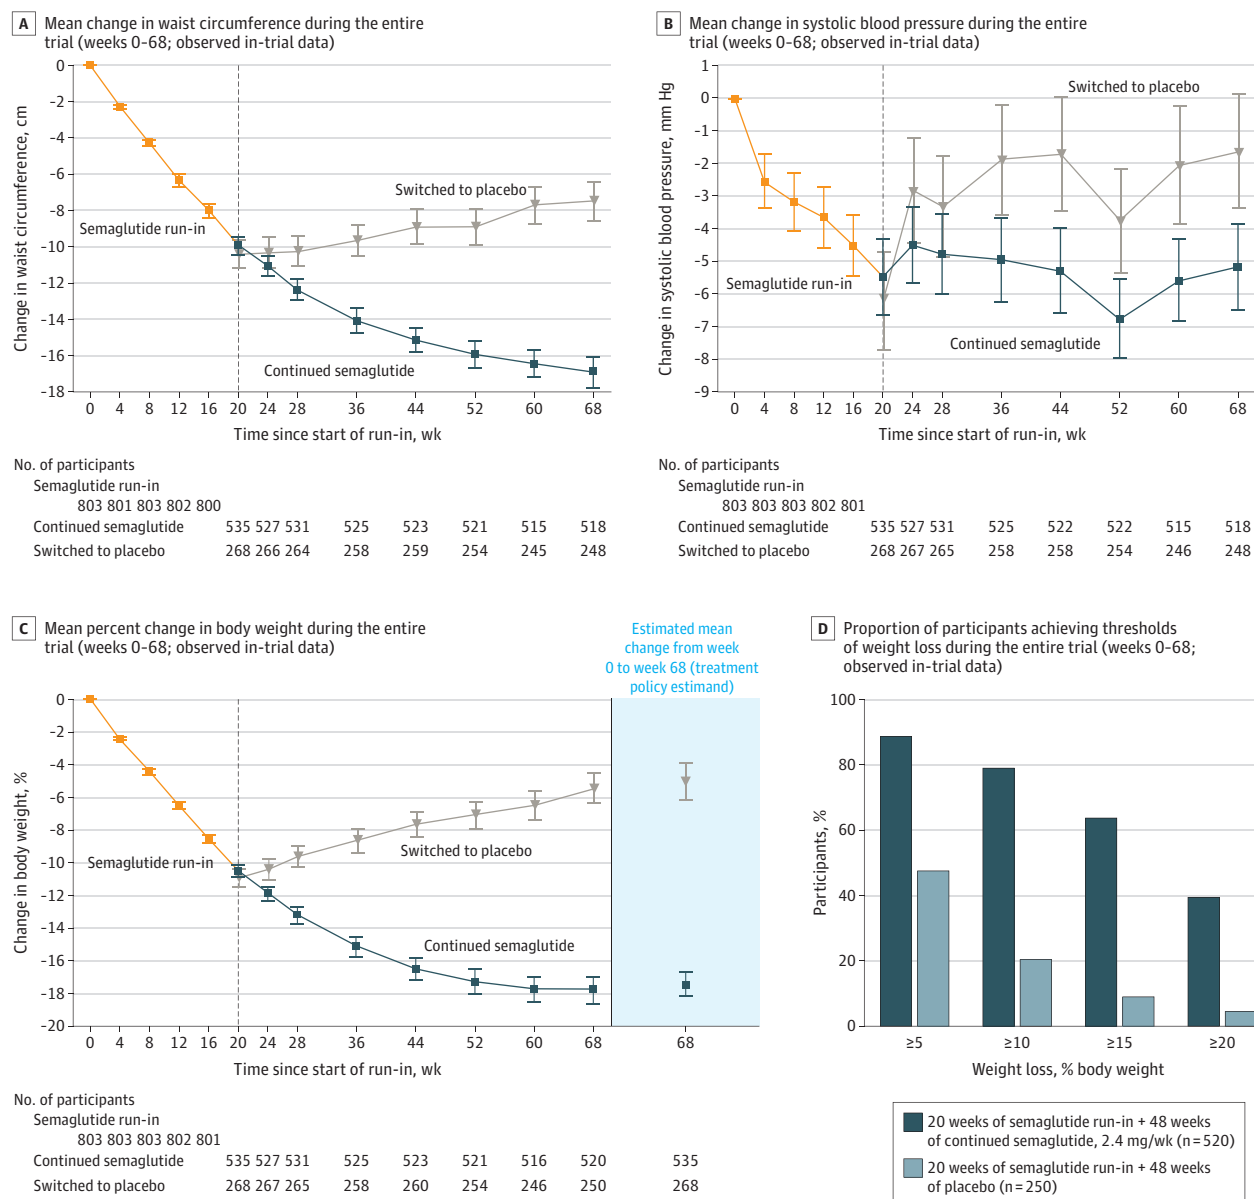 A Mean change in waist circumference during the entire
trial (weeks 0-68; observed in-trial data)
0
-2
-4
-6
-8
-10
-12
-14
-16
-18
Change in waist circumference, cm
Semaglutide run-in
Switched to placebo
Continued semaglutide
0 4 8 12 16 20 24 28 36 44 52 60 68
Time since start of run-in, wk
No. of participants
Semaglutide run-in
803 801 803 802 800
Continued semaglutide 535 527 531 525 523 521 515 518
Switched to placebo 268 266 264 258 259 254 245 248
B Mean change in systolic blood pressure during the entire
trial (weeks 0-68; observed in-trial data)
1
0
-1
-2
-3
-4
-5
-6
-7
-8
-9
Change in systolic blood pressure, mm Hg
Switched to placebo
Semaglutide run-in
Continued semaglutide
0 4 8 12 16 20 24 28 36 44 52 60 68
Time since start of run-in, wk
No. of participants
Semaglutide run-in
803 803 803 802 801
Continued semaglutide 535 527 531 525 522 522 515 518
Switched to placebo 268 267 265 258 258 254 246 248
C Mean percent change in body weight during the entire
trial (weeks 0-68; observed in-trial data)
Estimated mean
change from week
0 to week 68 (treatment
policy estimand)
0
-2
-4
-6
-8
-10
-12
-14
-16
-18
-20
Change in body weight, %
Semaglutide run-in
Switched to placebo
Continued semaglutide
0 4 8 12 16 20 24 28 36 44 52 60 68 68
Time since start of run-in, wk
No. of participants
Semaglutide run-in
803 803 803 802 801
Continued semaglutide 535 527 531 525 523 521 516 520 535
Switched to placebo 268 267 265 258 260 254 246 250 268
D Proportion of participants achieving thresholds
of weight loss during the entire trial (weeks 0-68;
observed in-trial data)
100
80
60
40
20
0
Participants, %
≥5 ≥10 ≥15 ≥20
Weight loss, % body weight
20 weeks of semaglutide run-in + 48 weeks
of continued semaglutide, 2.4 mg/wk (n = 520)
20 weeks of semaglutide run-in + 48 weeks
of placebo (n = 250)